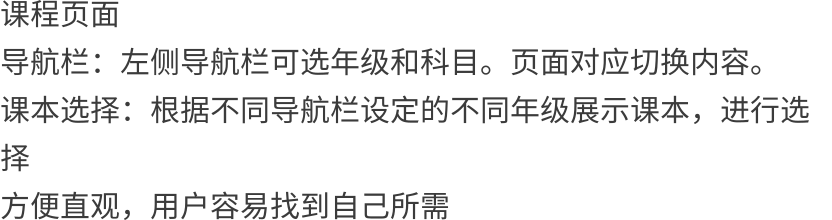 课程页面
导航栏：左侧导航栏可选年级和科目。页面对应切换内容。
课本选择：根据不同导航栏设定的不同年级展示课本，进行选
择
方便直观，用户容易找到自己所需